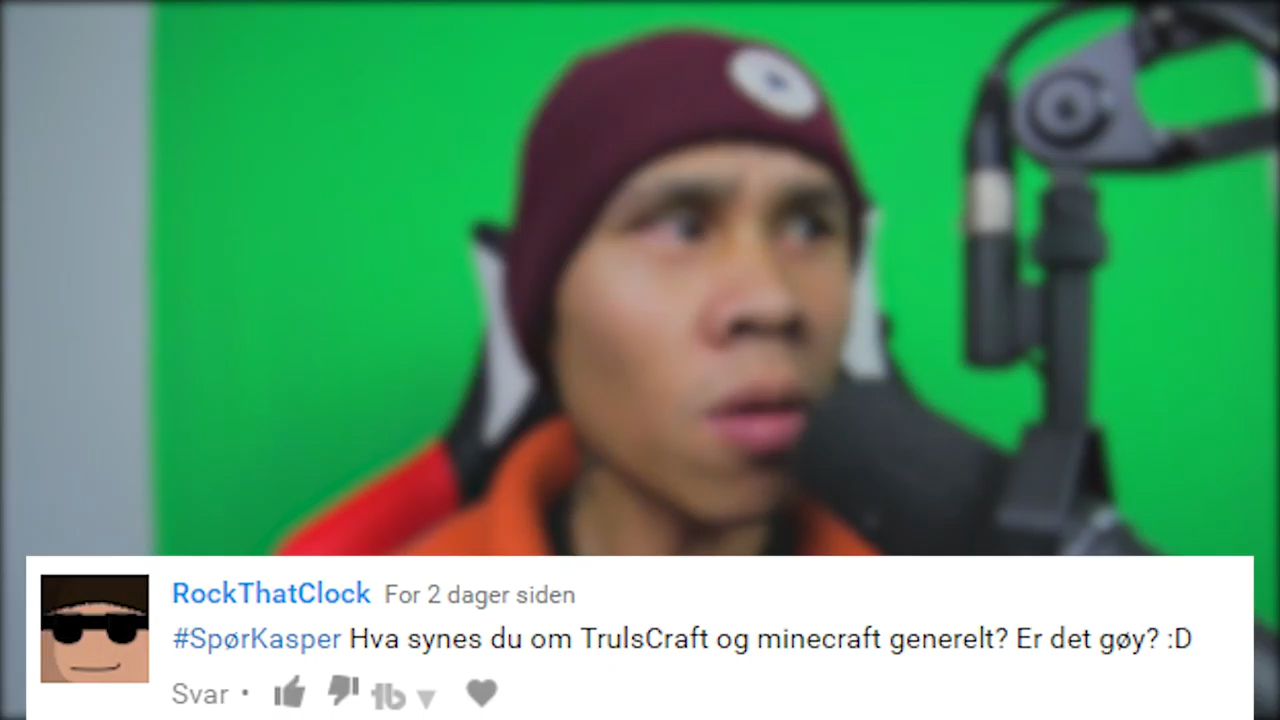 RockThatClock For 2 dager siden
#SpørKasper Hva synes du om TrulsCraft og minecraft generelt? Er det gøy? :D
Svar •